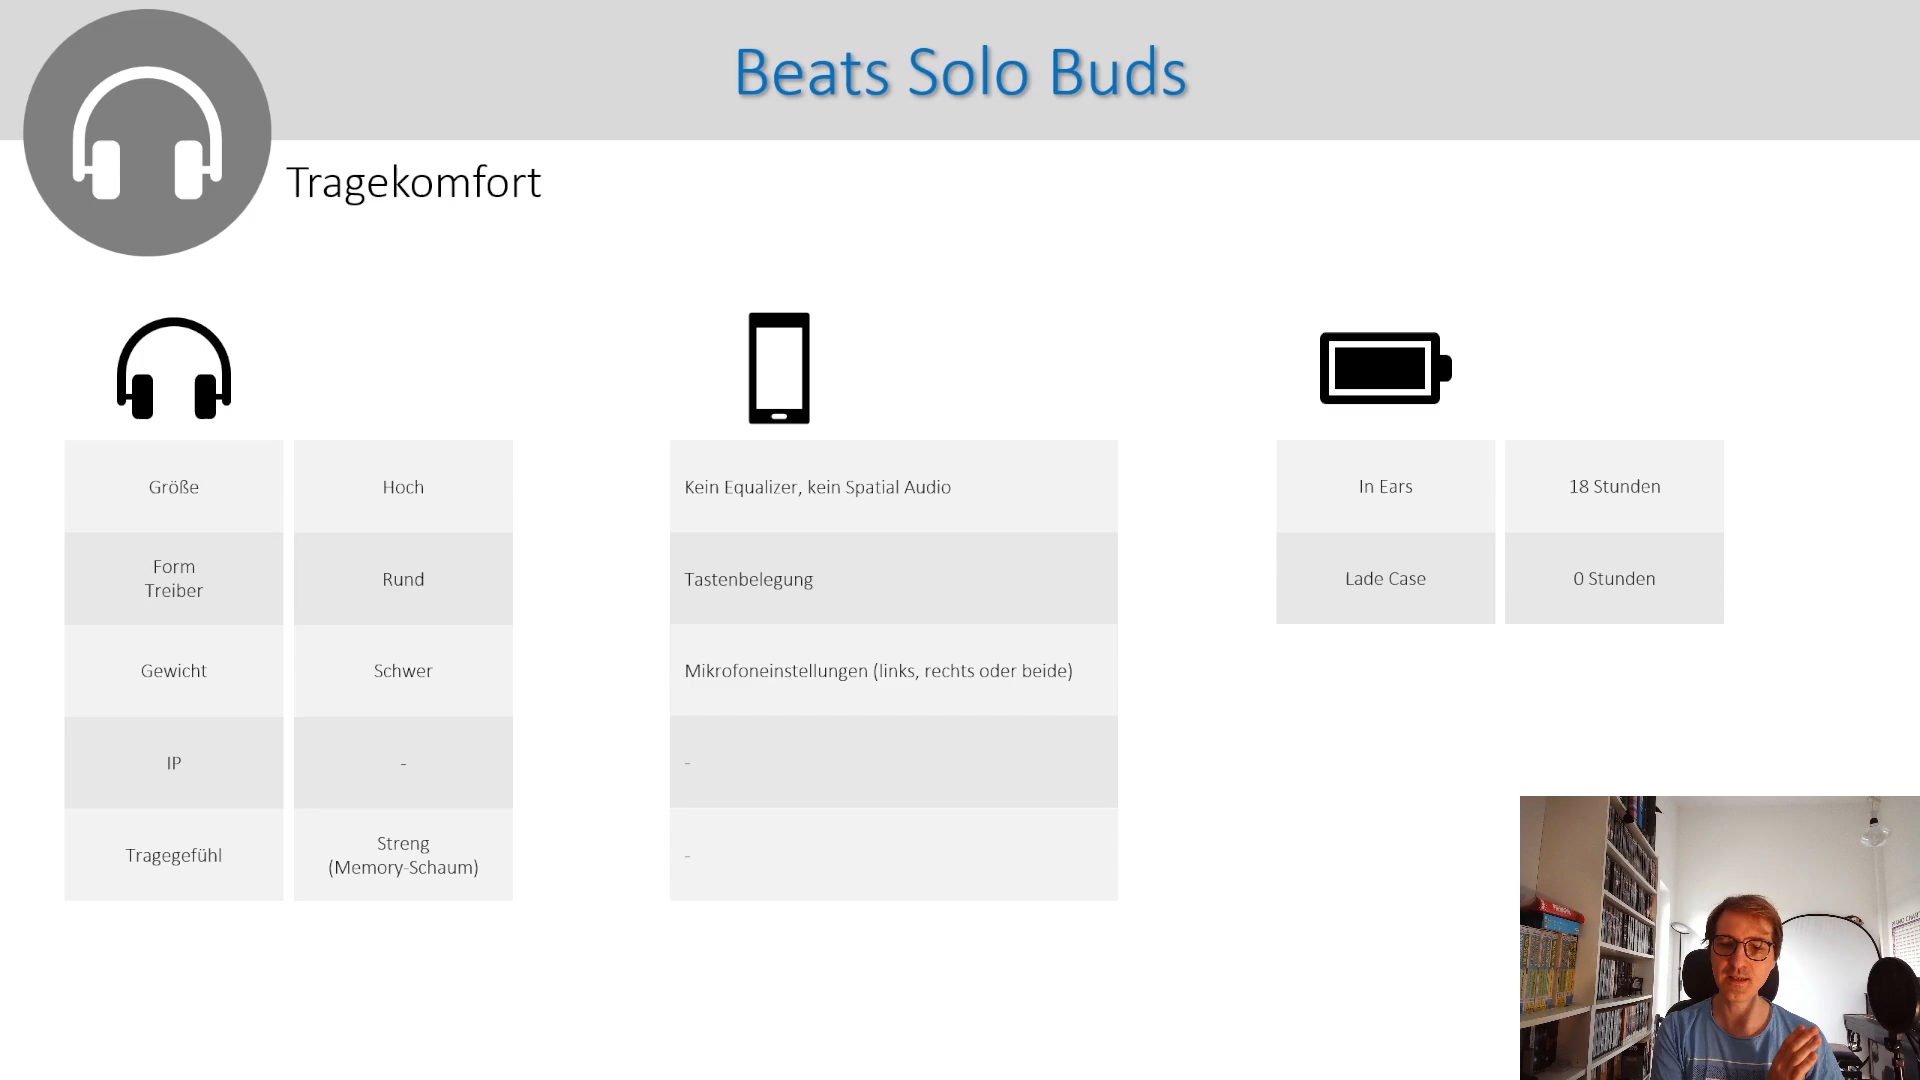 Beats Solo Buds
Tragekomfort
Größe
Hoch
Form
Treiber
Rund
Gewicht
Schwer
IP
-
Tragegefühl
Streng
(Memory-Schaum)
Kein Equalizer, kein Spatial Audio
Tastenbelegung
Mikrofoneinstellungen (links, rechts oder beide)
-
-
In Ears
18 Stunden
Lade Case
0 Stunden